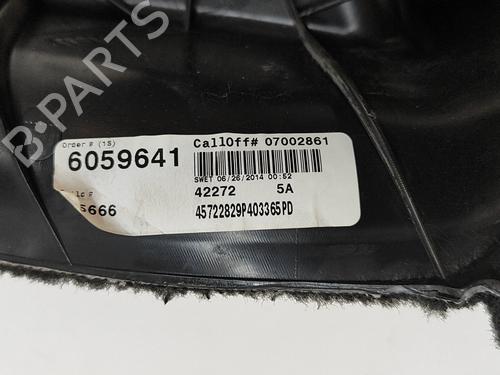 B-PARTS
Order # (1S)
6059641
5666
CallOff# 07002861
SWET 06/26/2014 00:52
42272 5A
45722829P403365PD